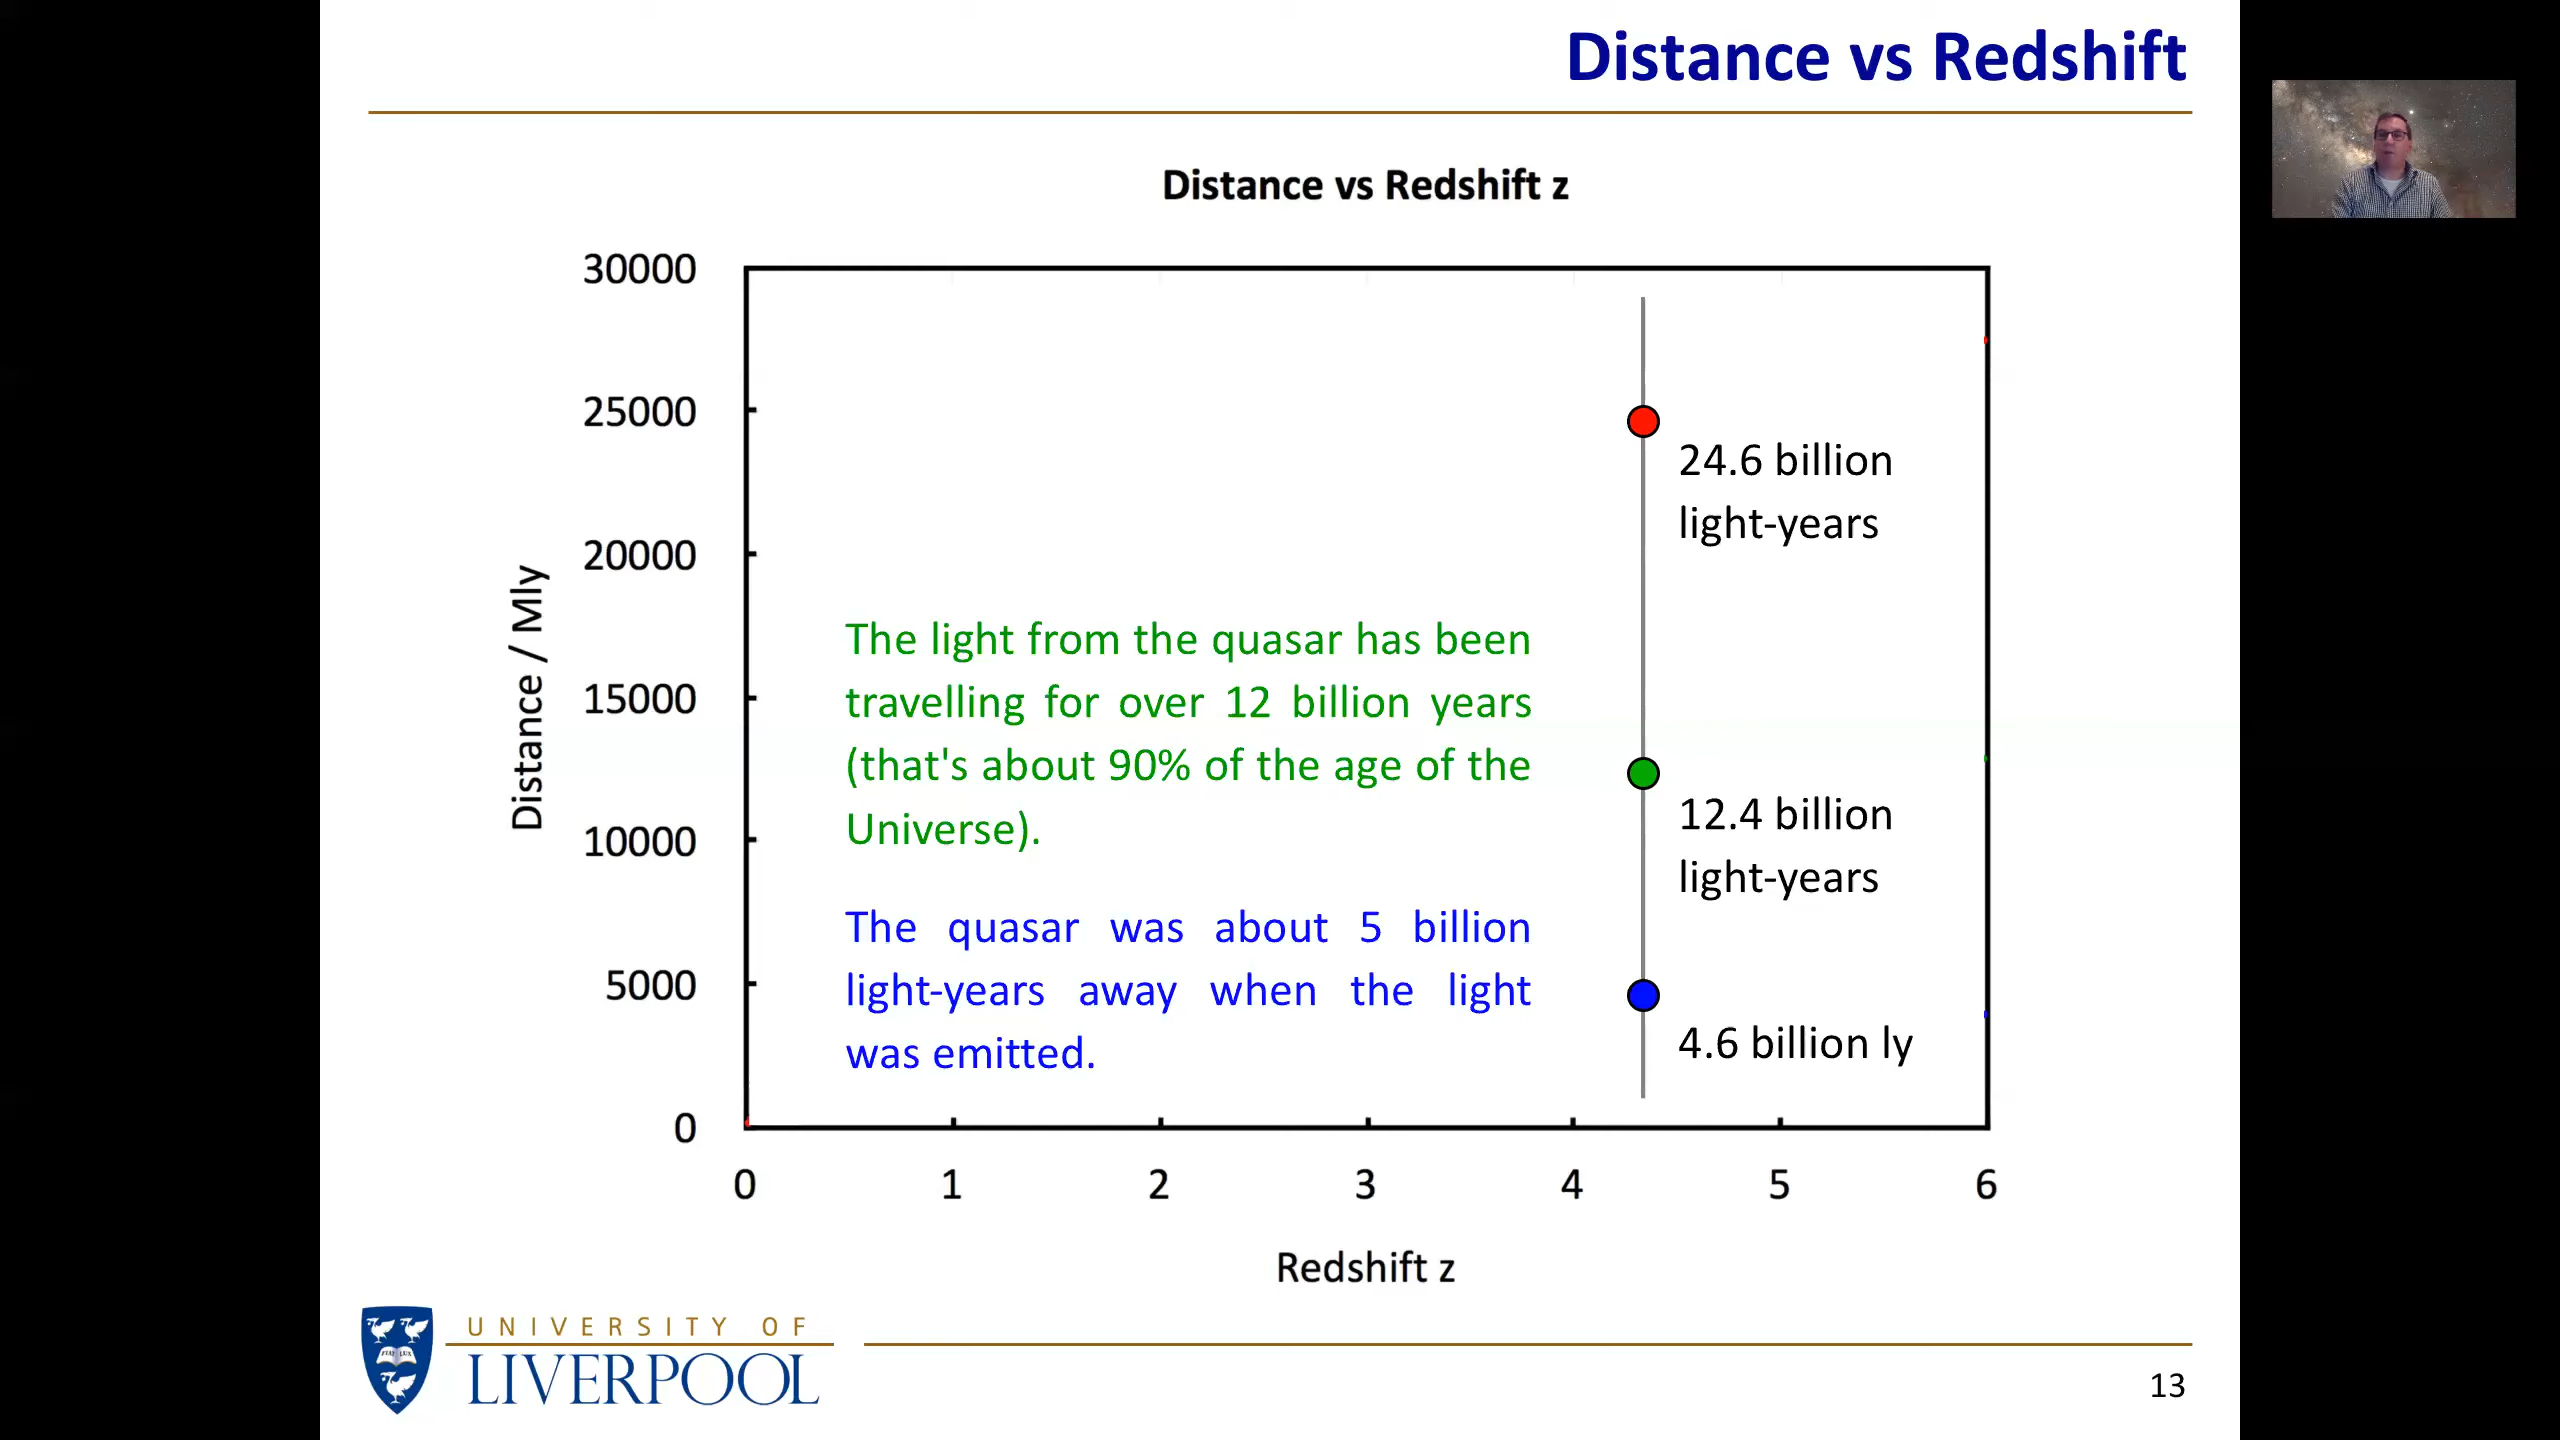 Distance vs Redshift
Distance vs Redshift z
30000
25000
20000
15000
10000
5000
0
Distance / Mly
24.6 billion
light-years
The light from the quasar has been
travelling for over 12 billion years
(that's about 90% of the age of the
Universe).
12.4 billion
light-years
The quasar was about 5 billion
light-years away when the light
was emitted.
4.6 billion ly
0 1 2 3 4 5 6
Redshift z
FIAT LUX
UNIVERSITY OF
LIVERPOOL
13